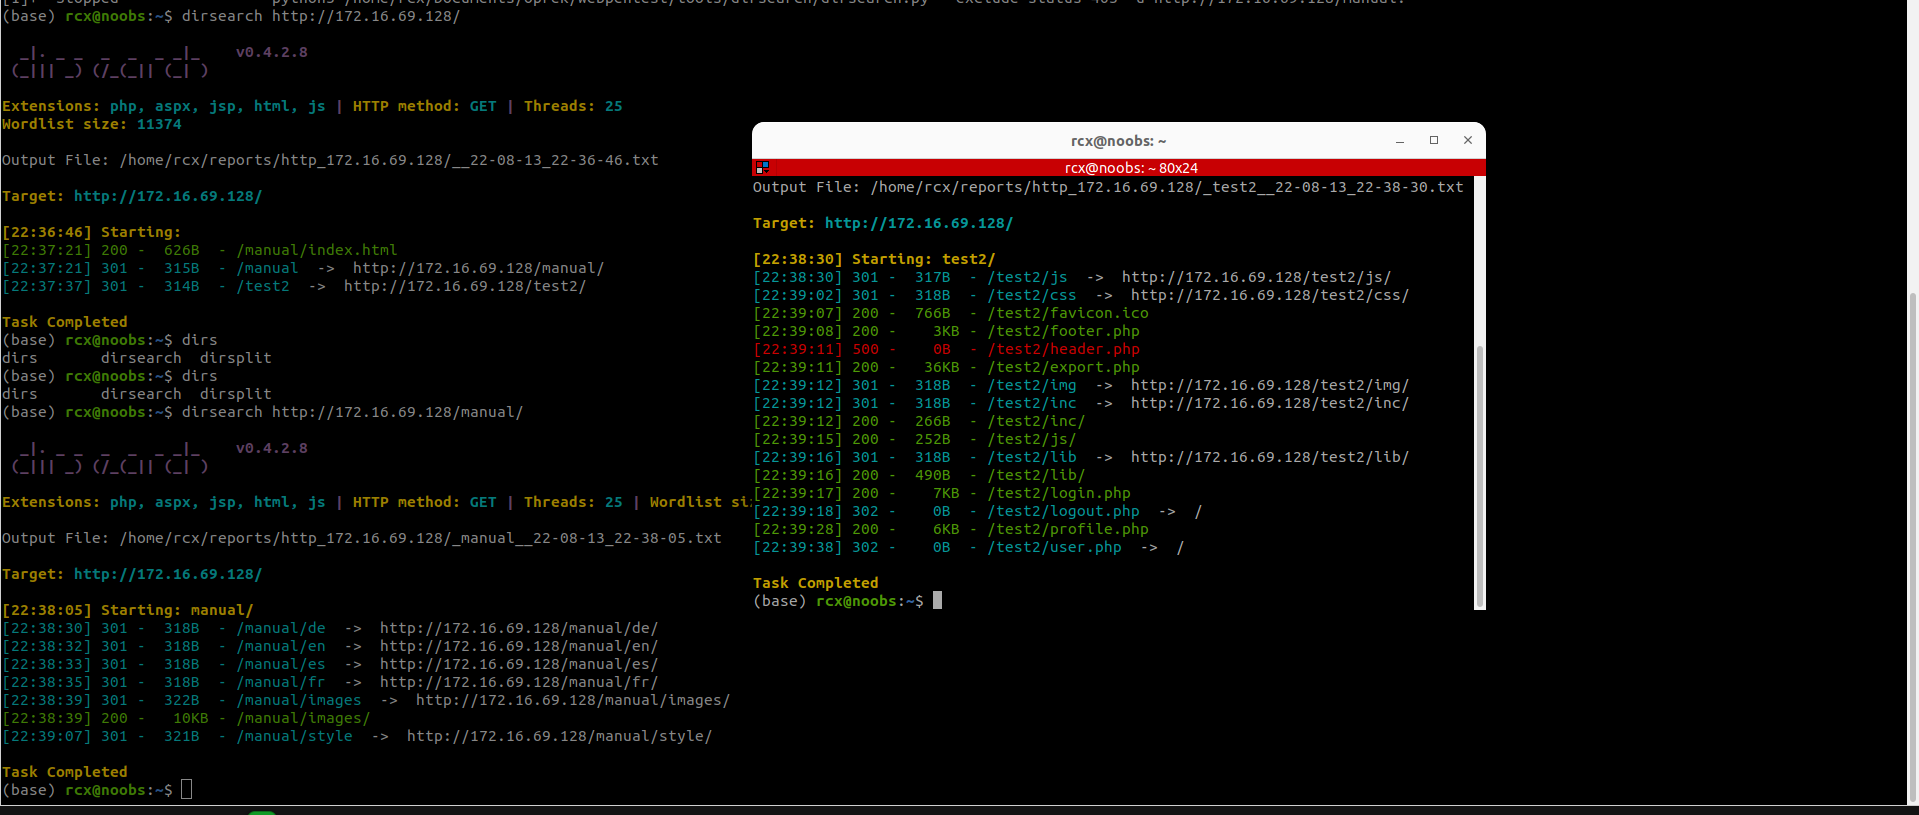 [1]+  Stopped                 python3 /home/rcx/Documents/oprek/webpentest/tools/dirsearch/dirsearch.py --exclude-status 403 -u http://172.16.69.128/manual.
(base) rcx@noobs:~$ dirsearch http://172.16.69.128/
  _|. _ _  _  _  _ _|_    v0.4.2.8
 (_||| _) (/_(_|| (_| )
Extensions: php, aspx, jsp, html, js | HTTP method: GET | Threads: 25
Wordlist size: 11374
Output File: /home/rcx/reports/http_172.16.69.128/__22-08-13_22-36-46.txt
Target: http://172.16.69.128/
[22:36:46] Starting:
[22:37:21] 200 -  626B  - /manual/index.html
[22:37:21] 301 -  315B  - /manual  ->  http://172.16.69.128/manual/
[22:37:37] 301 -  314B  - /test2  ->  http://172.16.69.128/test2/
Task Completed
(base) rcx@noobs:~$ dirs
dirs       dirsearch  dirsplit
(base) rcx@noobs:~$ dirs
dirs       dirsearch  dirsplit
(base) rcx@noobs:~$ dirsearch http://172.16.69.128/manual/
  _|. _ _  _  _  _ _|_    v0.4.2.8
 (_||| _) (/_(_|| (_| )
Extensions: php, aspx, jsp, html, js | HTTP method: GET | Threads: 25 | Wordlist
Output File: /home/rcx/reports/http_172.16.69.128/_manual__22-08-13_22-38-05.txt
Target: http://172.16.69.128/
[22:38:05] Starting: manual/
[22:38:30] 301 -  318B  - /manual/de  ->  http://172.16.69.128/manual/de/
[22:38:32] 301 -  318B  - /manual/en  ->  http://172.16.69.128/manual/en/
[22:38:33] 301 -  318B  - /manual/es  ->  http://172.16.69.128/manual/es/
[22:38:35] 301 -  318B  - /manual/fr  ->  http://172.16.69.128/manual/fr/
[22:38:39] 301 -  322B  - /manual/images  ->  http://172.16.69.128/manual/images/
[22:38:39] 200 -   10KB - /manual/images/
[22:39:07] 301 -  321B  - /manual/style  ->  http://172.16.69.128/manual/style/
Task Completed
(base) rcx@noobs:~$
rcx@noobs: ~
rcx@noobs: ~ 80x24
Output File: /home/rcx/reports/http_172.16.69.128/_test2__22-08-13_22-38-30.txt
Target: http://172.16.69.128/
[22:38:30] Starting: test2/
[22:38:30] 301 -  317B  - /test2/js  ->  http://172.16.69.128/test2/js/
[22:39:02] 301 -  318B  - /test2/css  ->  http://172.16.69.128/test2/css/
[22:39:07] 200 -  766B  - /test2/favicon.ico
[22:39:08] 200 -    3KB - /test2/footer.php
[22:39:11] 500 -    0B  - /test2/header.php
[22:39:11] 200 -   36KB - /test2/export.php
[22:39:12] 301 -  318B  - /test2/img  ->  http://172.16.69.128/test2/img/
[22:39:12] 301 -  318B  - /test2/inc  ->  http://172.16.69.128/test2/inc/
[22:39:12] 200 -  266B  - /test2/inc/
[22:39:15] 200 -  252B  - /test2/js/
[22:39:16] 301 -  318B  - /test2/lib  ->  http://172.16.69.128/test2/lib/
[22:39:16] 200 -  490B  - /test2/lib/
[22:39:17] 200 -    7KB - /test2/login.php
[22:39:18] 302 -    0B  - /test2/logout.php  ->  /
[22:39:28] 200 -    6KB - /test2/profile.php
[22:39:38] 302 -    0B  - /test2/user.php  ->  /
Task Completed
(base) rcx@noobs:~$